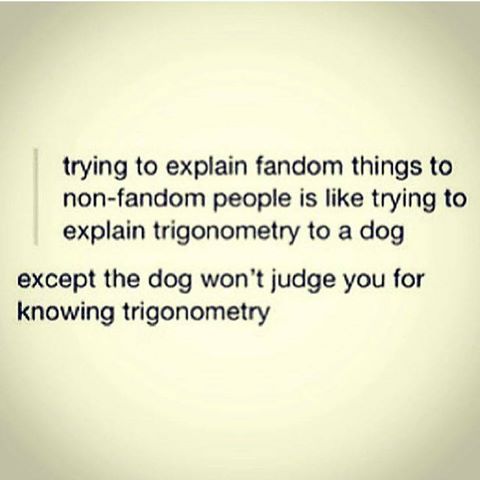 trying to explain fandom things to
non-fandom people is like trying to
explain trigonometry to a dog
except the dog won't judge you for
knowing trigonometry